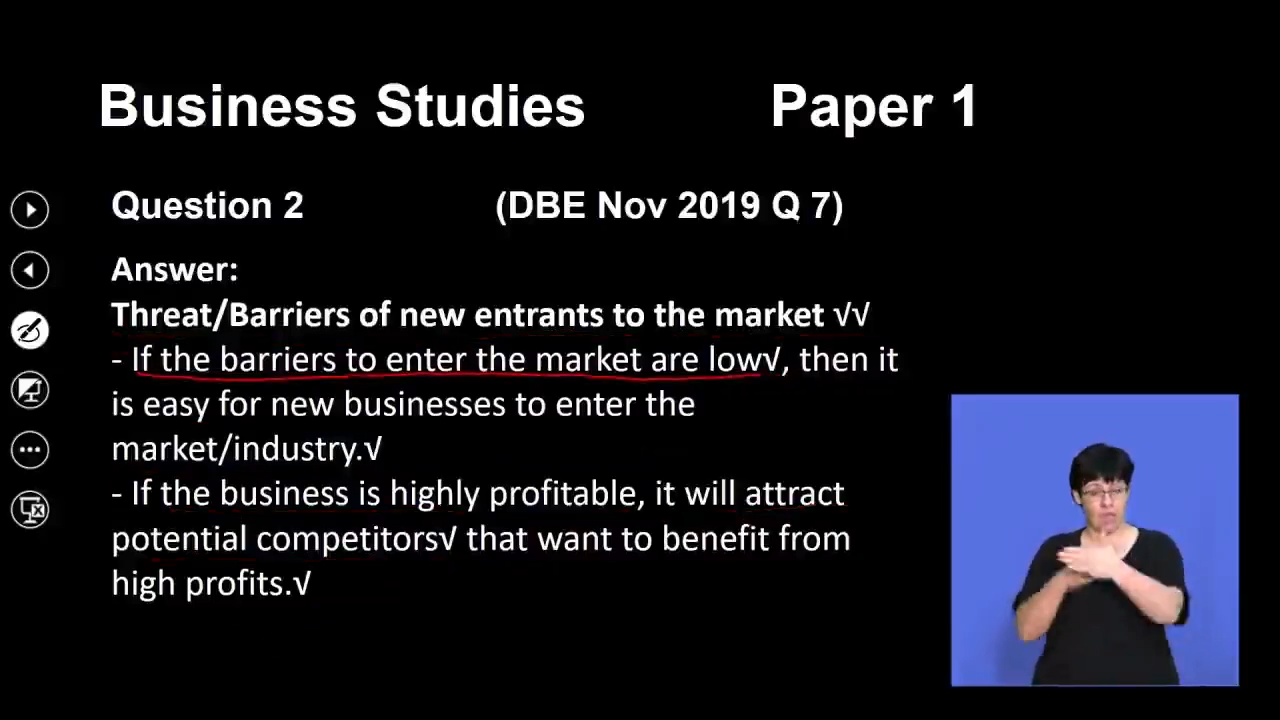 Business Studies Paper 1
Question 2 (DBE Nov 2019 Q 7)
Answer:
Threat/Barriers of new entrants to the market √√
- If the barriers to enter the market are low√, then it
is easy for new businesses to enter the
market/industry.√
- If the business is highly profitable, it will attract
potential competitors√ that want to benefit from
high profits.√